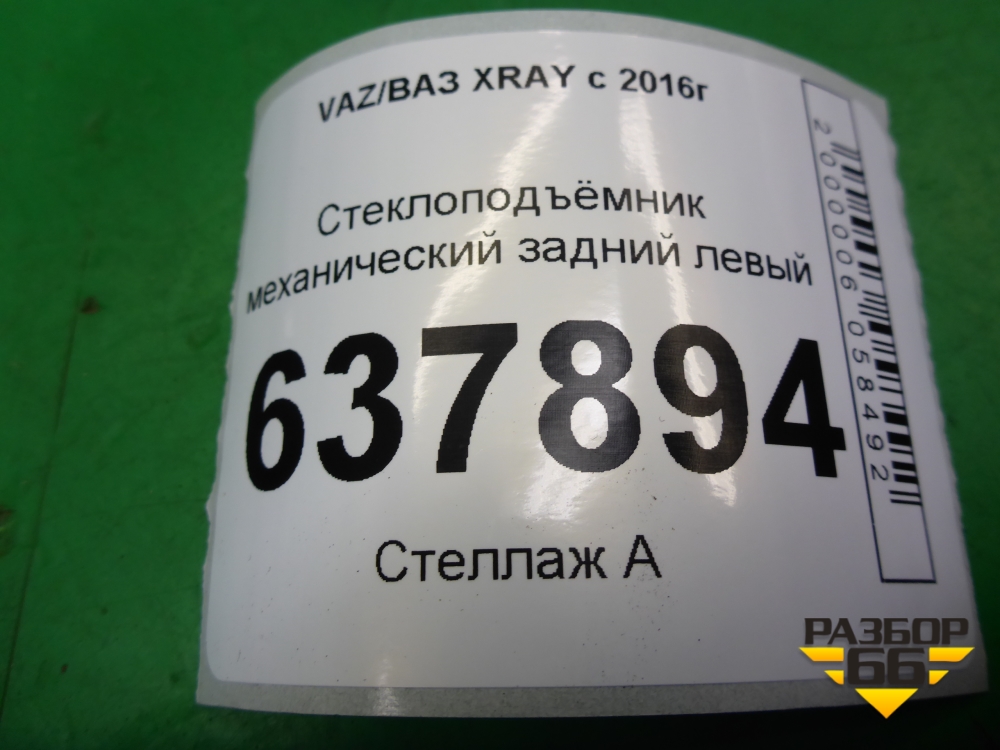 VAZ/ВАЗ XRAY с 2016г
Стеклоподъёмник
механический задний левый
637894
Стеллаж А
2000006058492
РАЗБОР
66